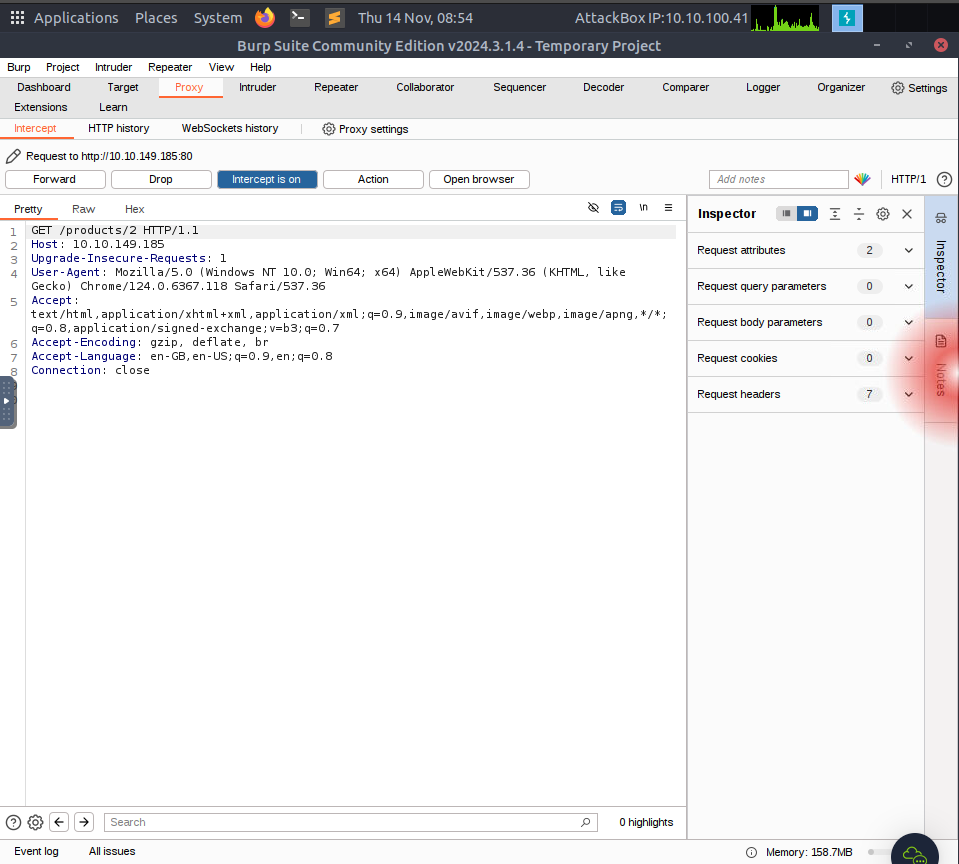 Applications Places System Thu 14 Nov, 08:54 AttackBox IP:10.10.100.41
Burp Suite Community Edition v2024.3.1.4 - Temporary Project
Burp Project Intruder Repeater View Help
Dashboard Target Proxy Intruder Repeater Collaborator Sequencer Decoder Comparer Logger Organizer Settings
Extensions Learn
Intercept HTTP history WebSockets history Proxy settings
Request to http://10.10.149.185:80
Forward Drop Intercept is on Action Open browser Add notes HTTP/1
Pretty Raw Hex \n
Inspector
1 GET /products/2 HTTP/1.1
2 Host: 10.10.149.185
3 Upgrade-Insecure-Requests: 1
4 User-Agent: Mozilla/5.0 (Windows NT 10.0; Win64; x64) AppleWebKit/537.36 (KHTML, like
Gecko) Chrome/124.0.6367.118 Safari/537.36
5 Accept:
text/html,application/xhtml+xml,application/xml;q=0.9,image/avif,image/webp,image/apng,*/*;
q=0.8,application/signed-exchange;v=b3;q=0.7
6 Accept-Encoding: gzip, deflate, br
7 Accept-Language: en-GB,en-US;q=0.9,en;q=0.8
8 Connection: close
Request attributes 2
Request query parameters 0
Request body parameters 0
Request cookies 0
Request headers 7
Inspector
Notes
Search 0 highlights
Event log All issues Memory: 158.7MB